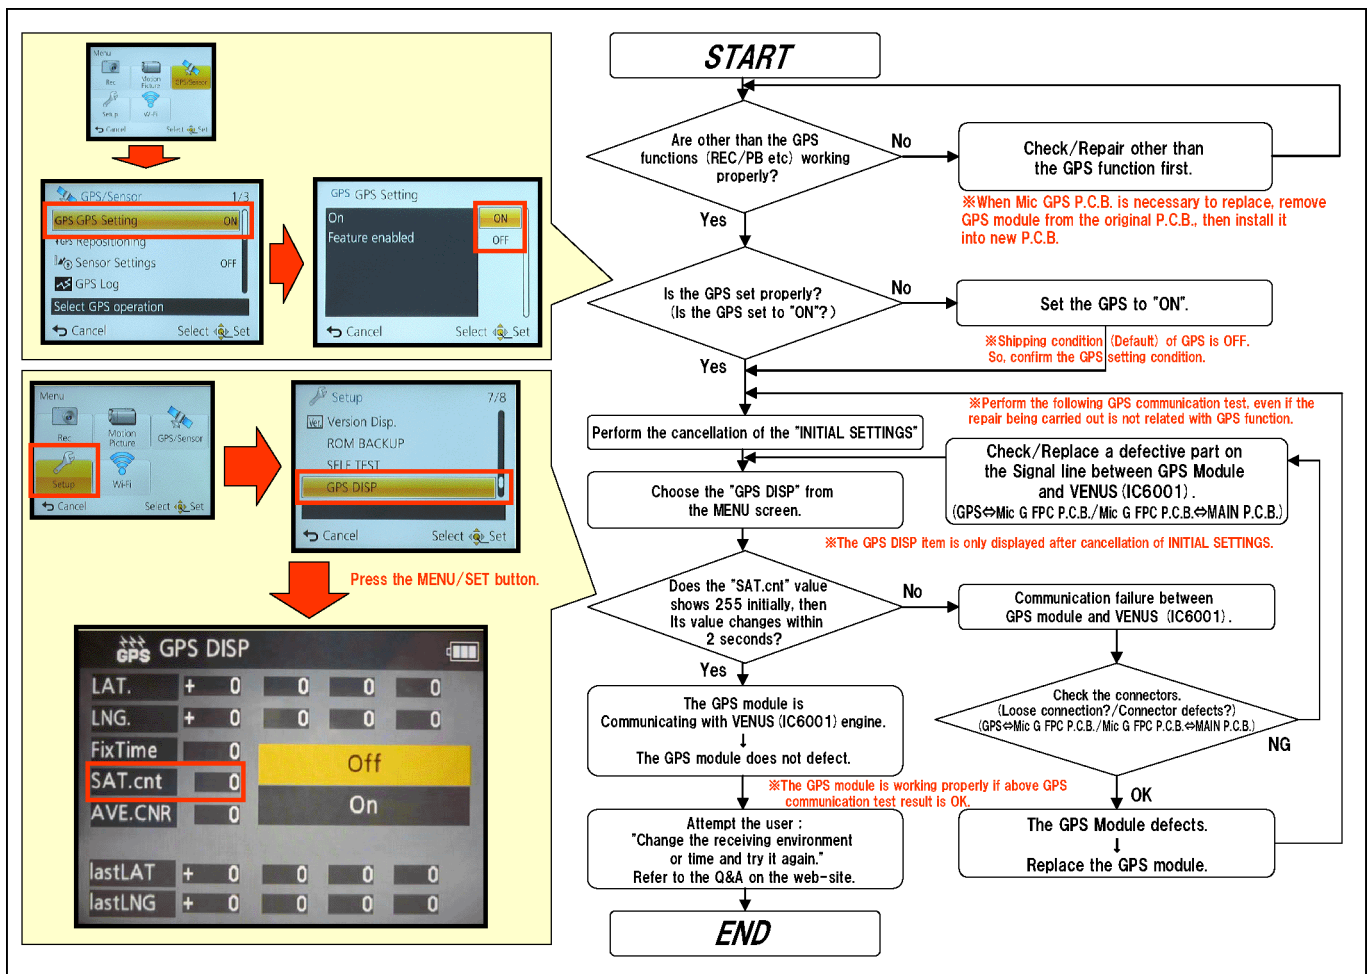 Menu
Rec
Motion
Picture
GPS/Sensor
Setup
Wi-Fi
Cancel
Select Set
GPS/Sensor 1/3
GPS GPS Setting ON
GPS Repositioning
Sensor Settings OFF
GPS Log
Select GPS operation
Cancel Select Set
GPS GPS Setting
On
Feature enabled
ON
OFF
Cancel Select Set
Menu
Rec
Motion
Picture
GPS/Sensor
Setup
Wi-Fi
Cancel
Select Set
Setup 7/8
Ver. Version Disp.
ROM BACKUP
SELF TEST
GPS DISP
Cancel Select Set
Press the MENU/SET button.
GPS GPS DISP
LAT. + 0 0 0 0
LNG. + 0 0 0 0
FixTime 0
SAT.cnt 0
AVE.CNR 0
Off
On
lastLAT + 0 0 0 0
lastLNG + 0 0 0 0
START
Are other than the GPS
functions (REC/PB etc) working
properly?
No
Check/Repair other than
the GPS function first.
※When Mic GPS P.C.B. is necessary to replace, remove
GPS module from the original P.C.B., then install it
into new P.C.B.
Yes
Is the GPS set properly?
(Is the GPS set to "ON"?)
No
Set the GPS to "ON".
※Shipping condition (Default) of GPS is OFF.
So, confirm the GPS setting condition.
Yes
※Perform the following GPS communication test, even if the
repair being carried out is not related with GPS function.
Perform the cancellation of the "INITIAL SETTINGS"
Check/Replace a defective part on
the Signal line between GPS Module
and VENUS(IC6001).
(GPS⇔Mic G FPC P.C.B./Mic G FPC P.C.B.⇔MAIN P.C.B.)
Choose the "GPS DISP" from
the MENU screen.
※The GPS DISP item is only displayed after cancellation of INITIAL SETTINGS.
Does the "SAT.cnt" value
shows 255 initially, then
Its value changes within
2 seconds?
No
Communication failure between
GPS module and VENUS (IC6001).
Yes
Check the connectors.
(Loose connection?/Connector defects?)
(GPS⇔Mic G FPC P.C.B./Mic G FPC P.C.B.⇔MAIN P.C.B.)
NG
OK
The GPS module is
Communicating with VENUS(IC6001) engine.
↓
The GPS module does not defect.
※The GPS module is working properly if above GPS
communication test result is OK.
The GPS Module defects.
↓
Replace the GPS module.
Attempt the user :
"Change the receiving environment
or time and try it again."
Refer to the Q&A on the web-site.
END